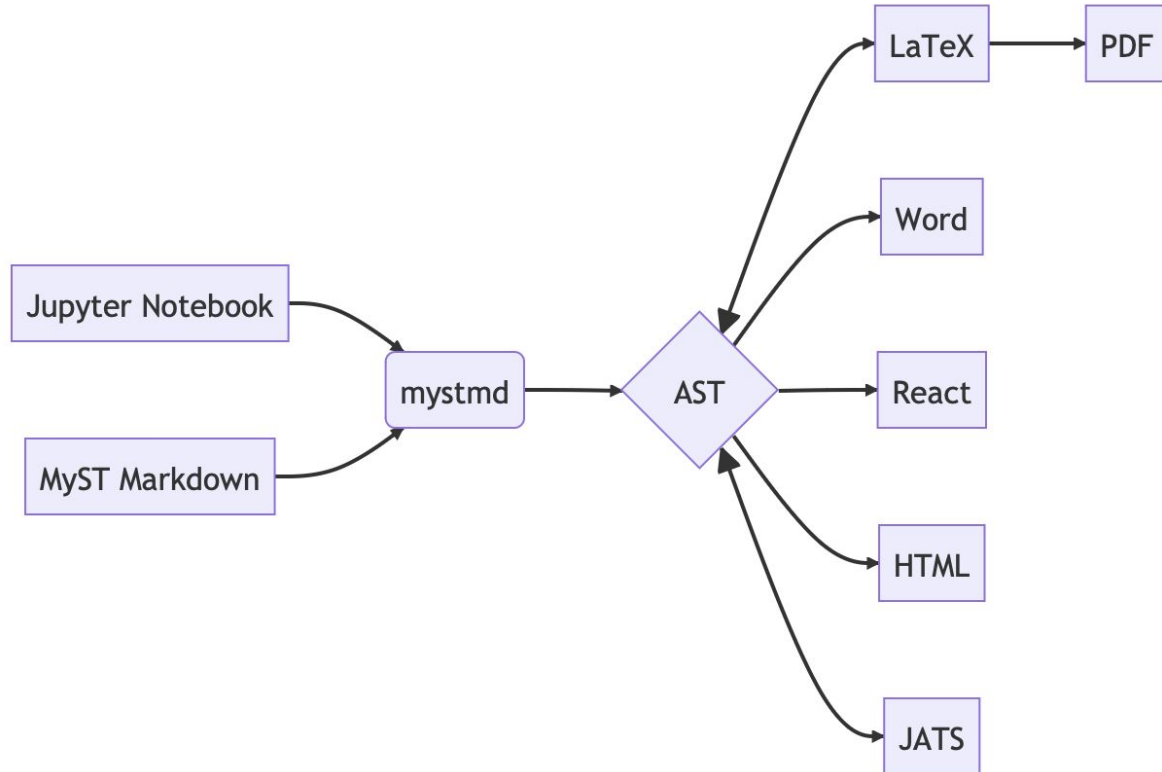 Jupyter Notebook
MyST Markdown
mystmd
AST
LaTeX
PDF
Word
React
HTML
JATS